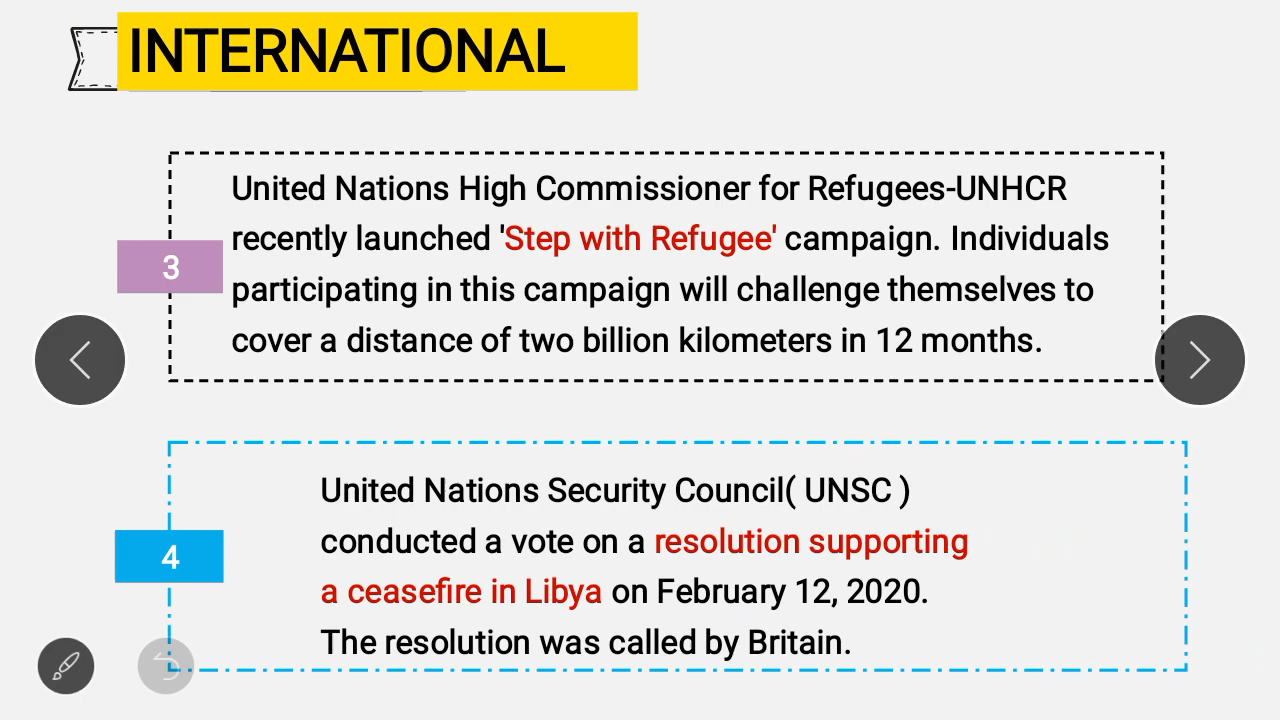 INTERNATIONAL
United Nations High Commissioner for Refugees-UNHCR
recently launched 'Step with Refugee' campaign. Individuals
3
participating in this campaign will challenge themselves to
cover a distance of two billion kilometers in 12 months.
United Nations Security Council( UNSC )
conducted a vote on a resolution supporting
4
a ceasefire in Libya on February 12, 2020.
The resolution was called by Britain.